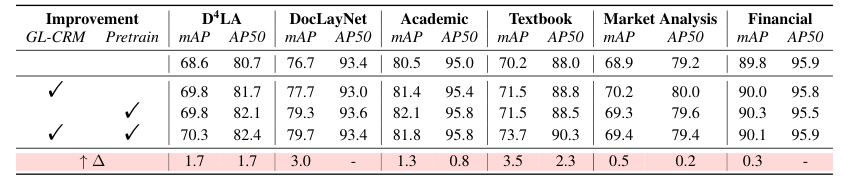 Improvement D⁴LA DocLayNet Academic Textbook Market Analysis Financial
GL-CRM Pretrain mAP AP50 mAP AP50 mAP AP50 mAP AP50 mAP AP50 mAP AP50
68.6 80.7 76.7 93.4 80.5 95.0 70.2 88.0 68.9 79.2 89.8 95.9
✓ 69.8 81.7 77.7 93.0 81.4 95.4 71.5 88.8 70.2 80.0 90.0 95.8
✓ 69.8 82.1 79.3 93.6 82.1 95.8 71.5 88.5 69.3 79.6 90.3 95.5
✓ ✓ 70.3 82.4 79.7 93.4 81.8 95.8 73.7 90.3 69.4 79.4 90.1 95.9
↑ Δ 1.7 1.7 3.0 - 1.3 0.8 3.5 2.3 0.5 0.2 0.3 -